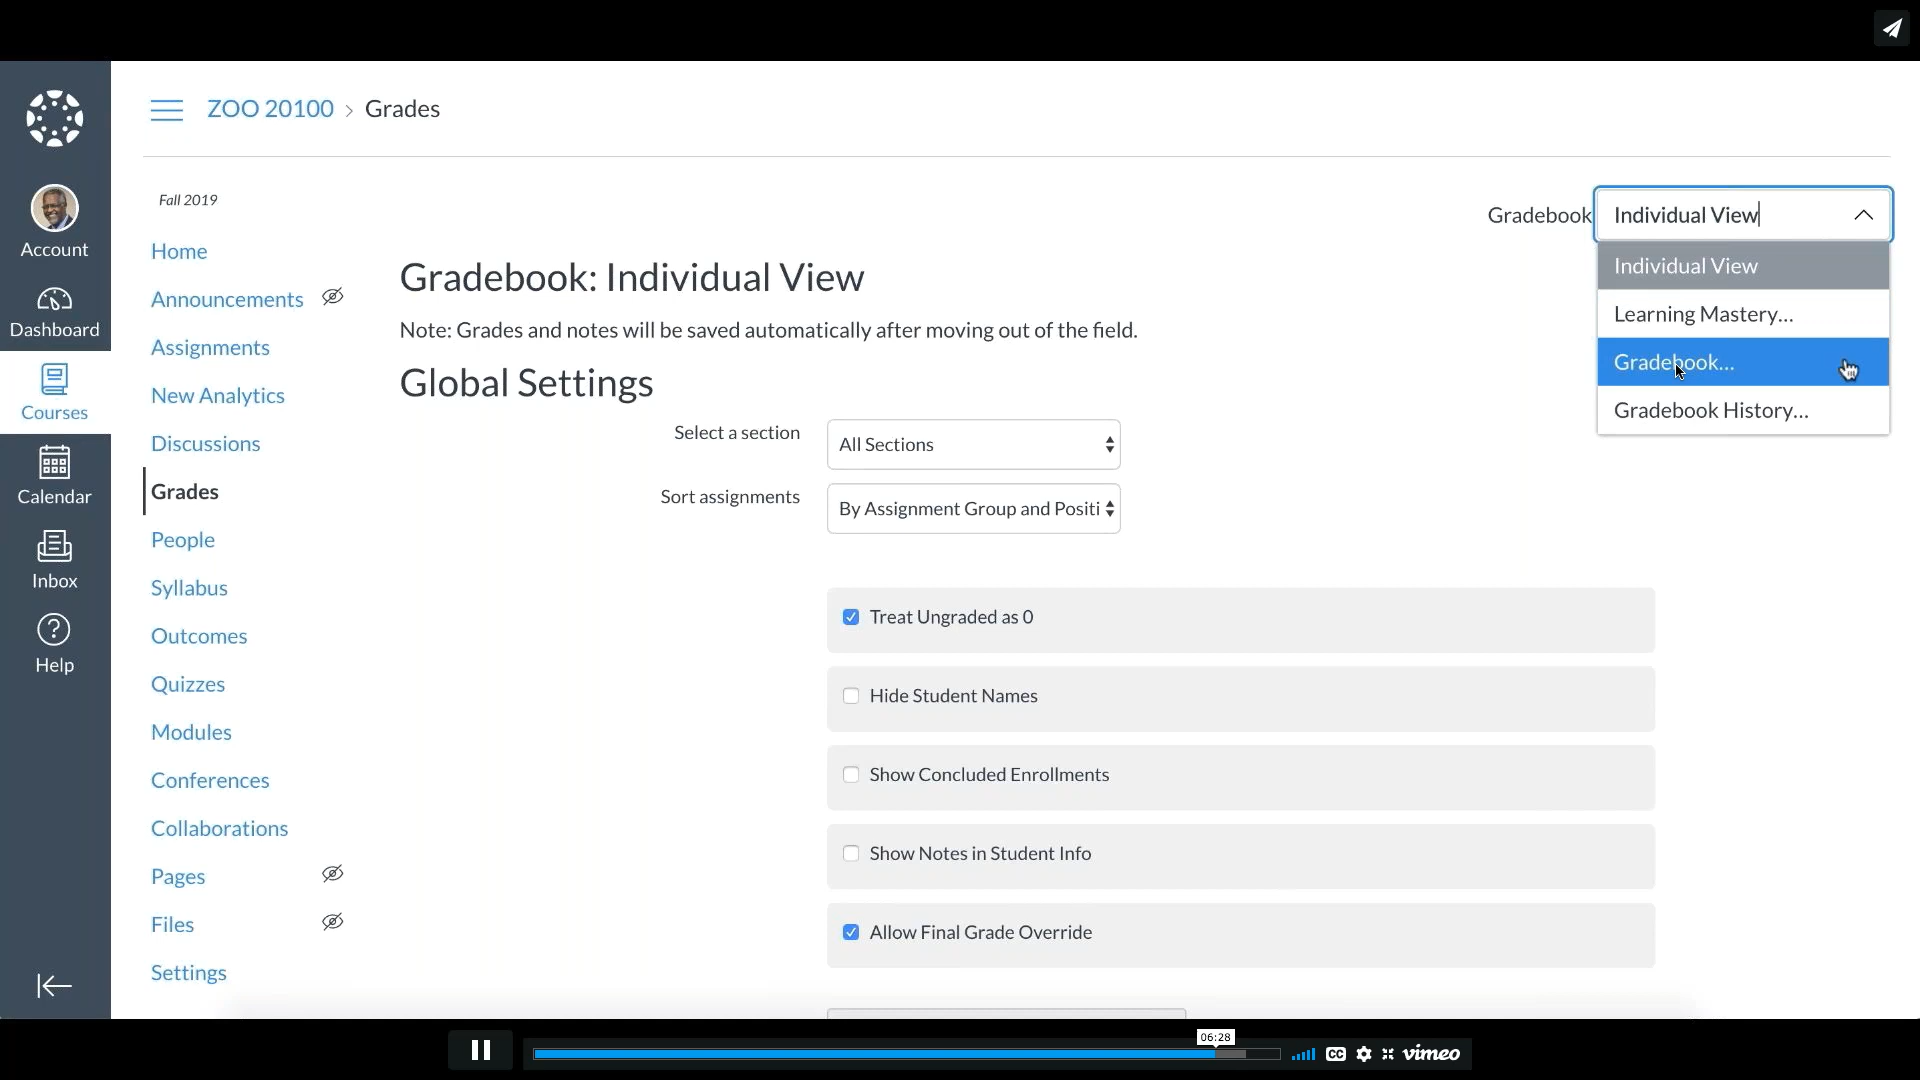 ZOO 20100 > Grades
Account
Dashboard
Courses
Calendar
Inbox
Help
Fall 2019
Home
Announcements
Assignments
New Analytics
Discussions
Grades
People
Syllabus
Outcomes
Quizzes
Modules
Conferences
Collaborations
Pages
Files
Settings
Gradebook Individual View
Individual View
Learning Mastery...
Gradebook...
Gradebook History...
Gradebook: Individual View
Note: Grades and notes will be saved automatically after moving out of the field.
Global Settings
Select a section All Sections
Sort assignments By Assignment Group and Positi
Treat Ungraded as 0
Hide Student Names
Show Concluded Enrollments
Show Notes in Student Info
Allow Final Grade Override
06:28
CC vimeo